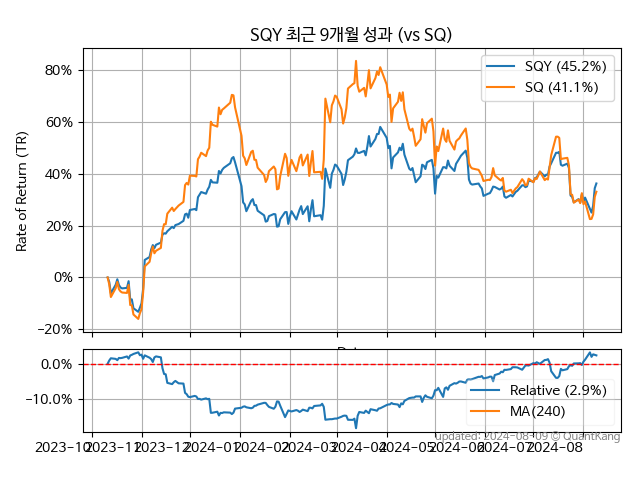 SQY 최근 9개월 성과 (vs SQ)
Rate of Return (TR)
80%
60%
40%
20%
0%
−20%
SQY (45.2%)
SQ (41.1%)
0.0%
−10.0%
Relative (2.9%)
MA(240)
updated: 2024-08-09 © QuantKang
2023-10 2023-11 2023-12 2024-01 2024-02 2024-03 2024-04 2024-05 2024-06 2024-07 2024-08